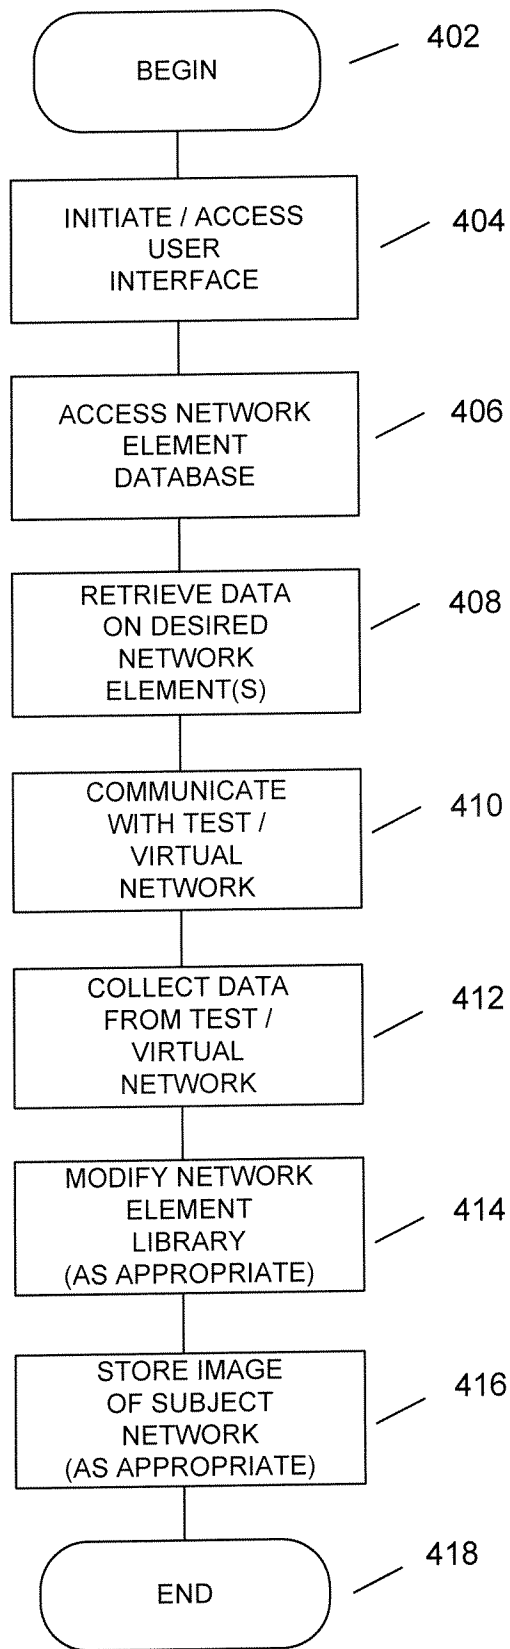 BEGIN
402
INITIATE / ACCESS
USER
INTERFACE
404
ACCESS NETWORK
ELEMENT
DATABASE
406
RETRIEVE DATA
ON DESIRED
NETWORK
ELEMENT(S)
408
COMMUNICATE
WITH TEST /
VIRTUAL
NETWORK
410
COLLECT DATA
FROM TEST /
VIRTUAL
NETWORK
412
MODIFY NETWORK
ELEMENT
LIBRARY
(AS APPROPRIATE)
414
STORE IMAGE
OF SUBJECT
NETWORK
(AS APPROPRIATE)
416
END
418